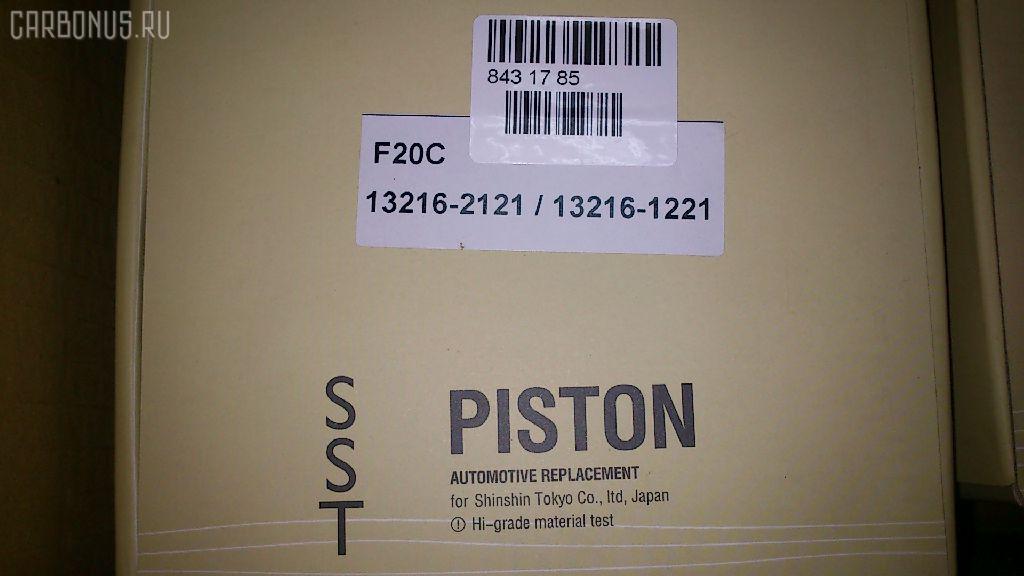 CARBONUS.RU
843 17 85
F20C
13216-2121 / 13216-1221
SST
PISTON
AUTOMOTIVE REPLACEMENT
for Shinshin Tokyo Co., ltd, Japan
! Hi-grade material test